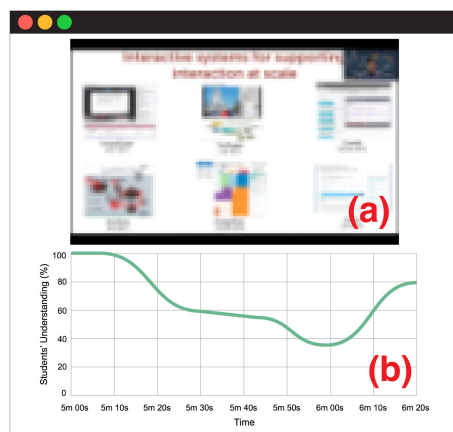 Interactive systems for supporting
interaction at scale
(a)
100
80
60
40
20
0
Students' Understanding (%)
(b)
5m 00s 5m 10s 5m 20s 5m 30s 5m 40s 5m 50s 6m 00s 6m 10s 6m 20s
Time